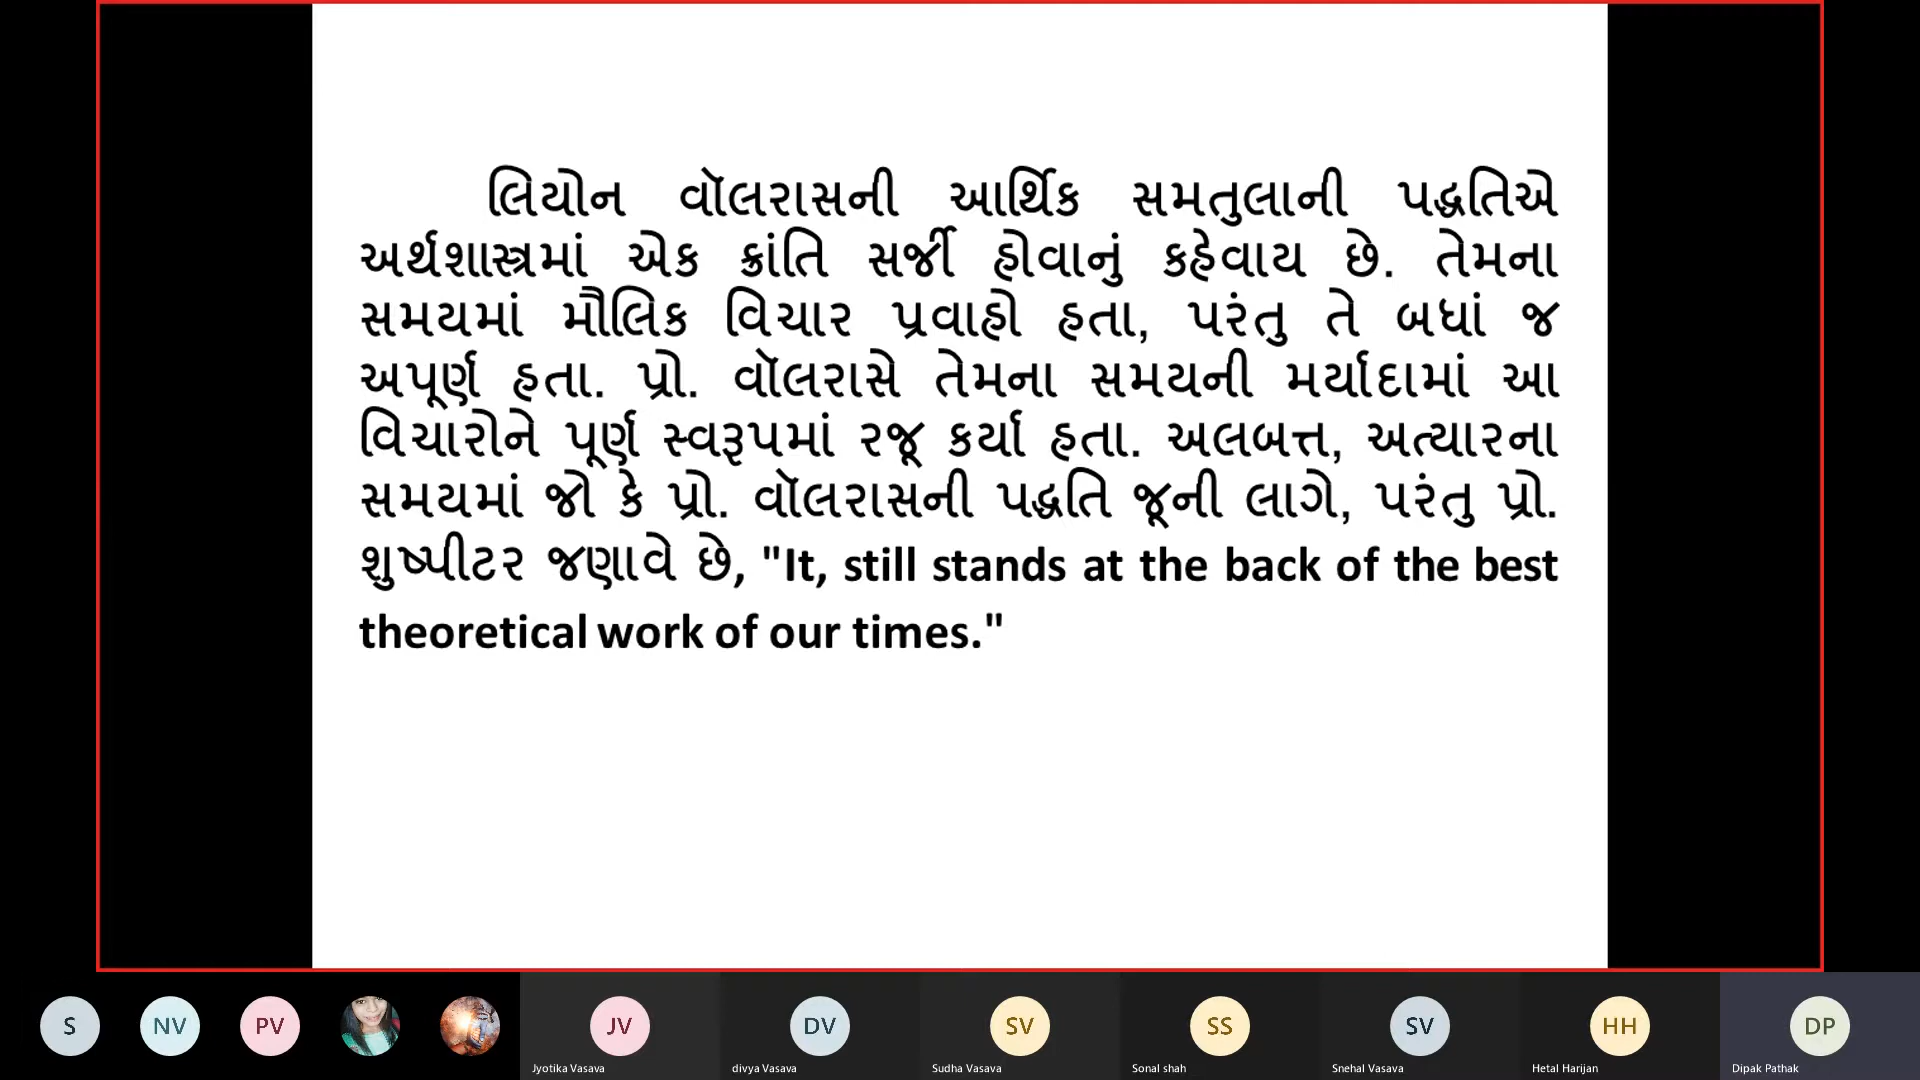 લિયોન વૉલરાસની આર્થિક સમતુલાની પદ્ધતિએ
અર્થશાસ્ત્રમાં એક ક્રાંતિ સર્જી હોવાનું કહેવાય છે. તેમના
સમયમાં મૌલિક વિચાર પ્રવાહો હતા, પરંતુ તે બધાં જ
અપૂર્ણ હતા. પ્રો. વૉલરાસે તેમના સમયની મર્યાદામાં આ
વિચારોને પૂર્ણ સ્વરૂપમાં રજૂ કર્યા હતા. અલબત્ત, અત્યારના
સમયમાં જો કે પ્રો. વૉલરાસની પદ્ધતિ જૂની લાગે, પરંતુ પ્રો.
શુષ્પીટર જણાવે છે, "It, still stands at the back of the best
theoretical work of our times."
S NV PV JV DV SV SS SV HH DP
Jyotika Vasava divya Vasava Sudha Vasava Sonal shah Snehal Vasava Hetal Harijan Dipak Pathak